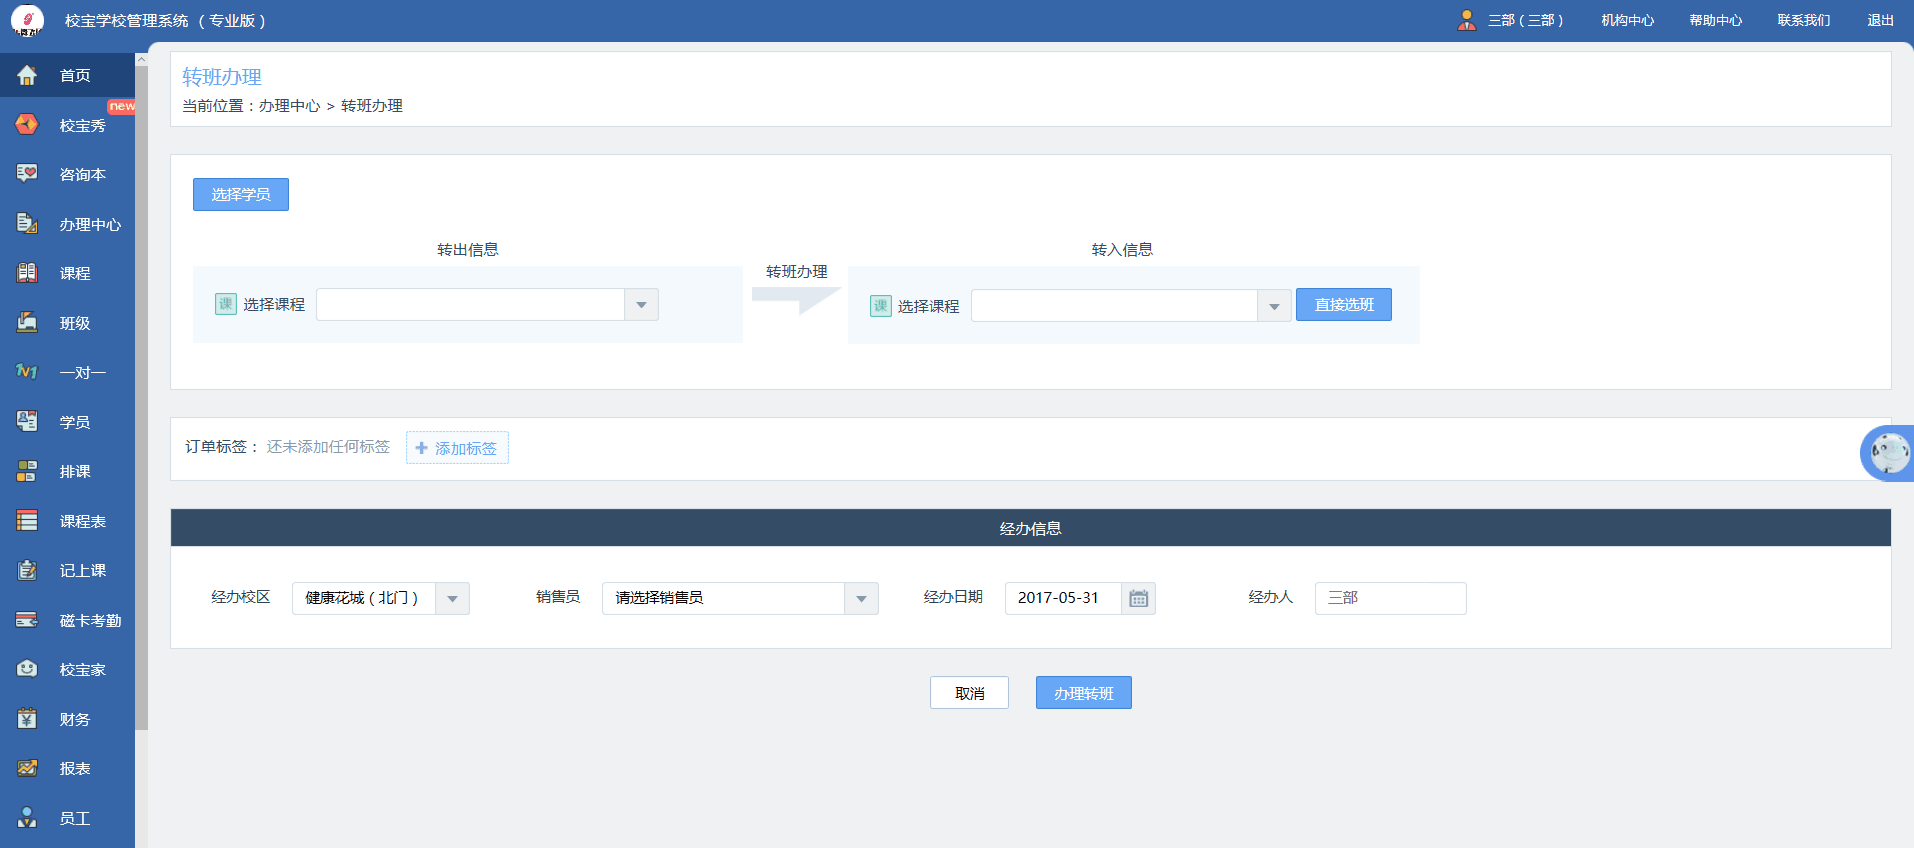 校宝学校管理系统 （专业版）
三部（三部）
机构中心
帮助中心
联系我们
退出
首页
new
校宝秀
咨询本
办理中心
课程
班级
1v1
一对一
学员
排课
课程表
记上课
磁卡考勤
校宝家
财务
报表
员工
转班办理
当前位置：办理中心 > 转班办理
选择学员
转出信息
课 选择课程
转班办理
转入信息
课 选择课程
直接选班
订单标签： 还未添加任何标签 + 添加标签
经办信息
经办校区 健康花城（北门）
销售员 请选择销售员
经办日期 2017-05-31
经办人 三部
取消
办理转班